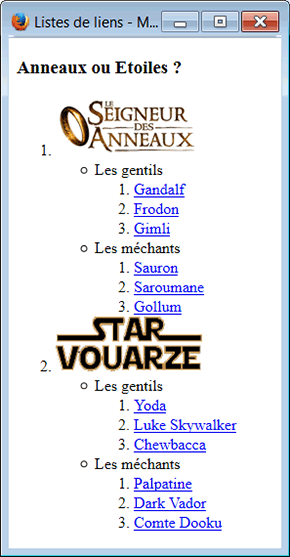 Listes de liens - M...
Anneaux ou Etoiles ?
1. LE SEIGNEUR DES ANNEAUX
Les gentils
1. Gandalf
2. Frodon
3. Gimli
Les méchants
1. Sauron
2. Saroumane
3. Gollum
2. STAR VOUARZE
Les gentils
1. Yoda
2. Luke Skywalker
3. Chewbacca
Les méchants
1. Palpatine
2. Dark Vador
3. Comte Dooku